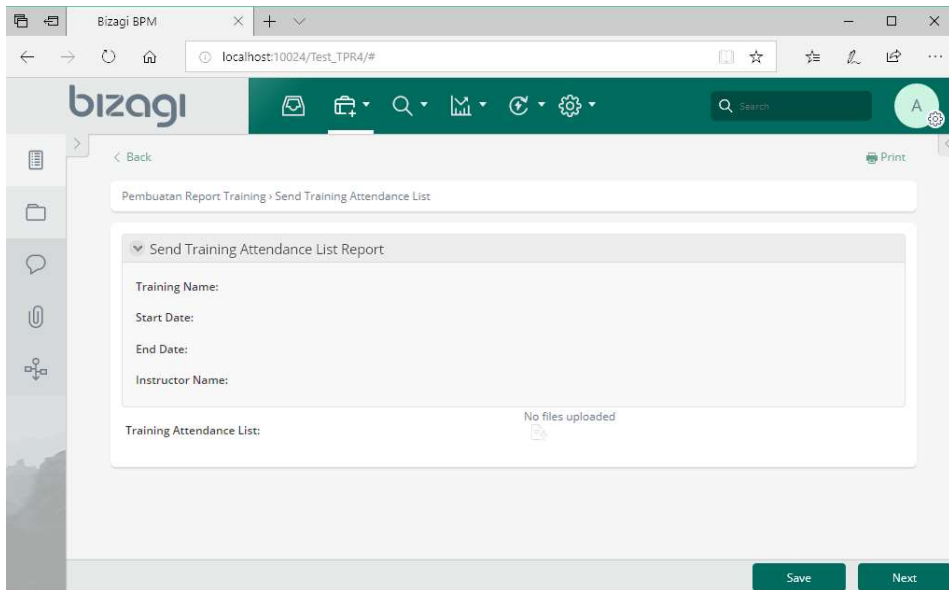 Bizagi BPM
localhost:10024/Test_TPR4/#
bizagi
Search
A
Back
Print
Pembuatan Report Training › Send Training Attendance List
Send Training Attendance List Report
Training Name:
Start Date:
End Date:
Instructor Name:
No files uploaded
Training Attendance List:
Save
Next